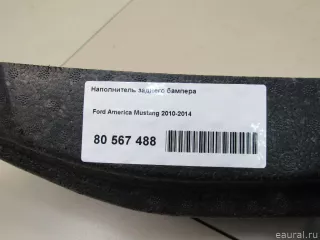 Наполнитель заднего бампера
Ford America Mustang 2010-2014
80 567 488
eaural.ru